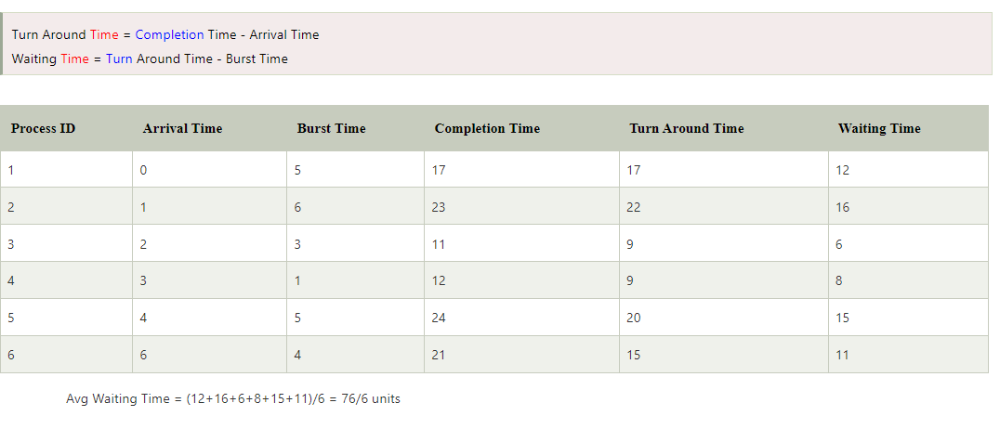 Turn Around Time = Completion Time - Arrival Time
Waiting Time = Turn Around Time - Burst Time
Process ID Arrival Time Burst Time Completion Time Turn Around Time Waiting Time
1 0 5 17 17 12
2 1 6 23 22 16
3 2 3 11 9 6
4 3 1 12 9 8
5 4 5 24 20 15
6 6 4 21 15 11
Avg Waiting Time = (12+16+6+8+15+11)/6 = 76/6 units